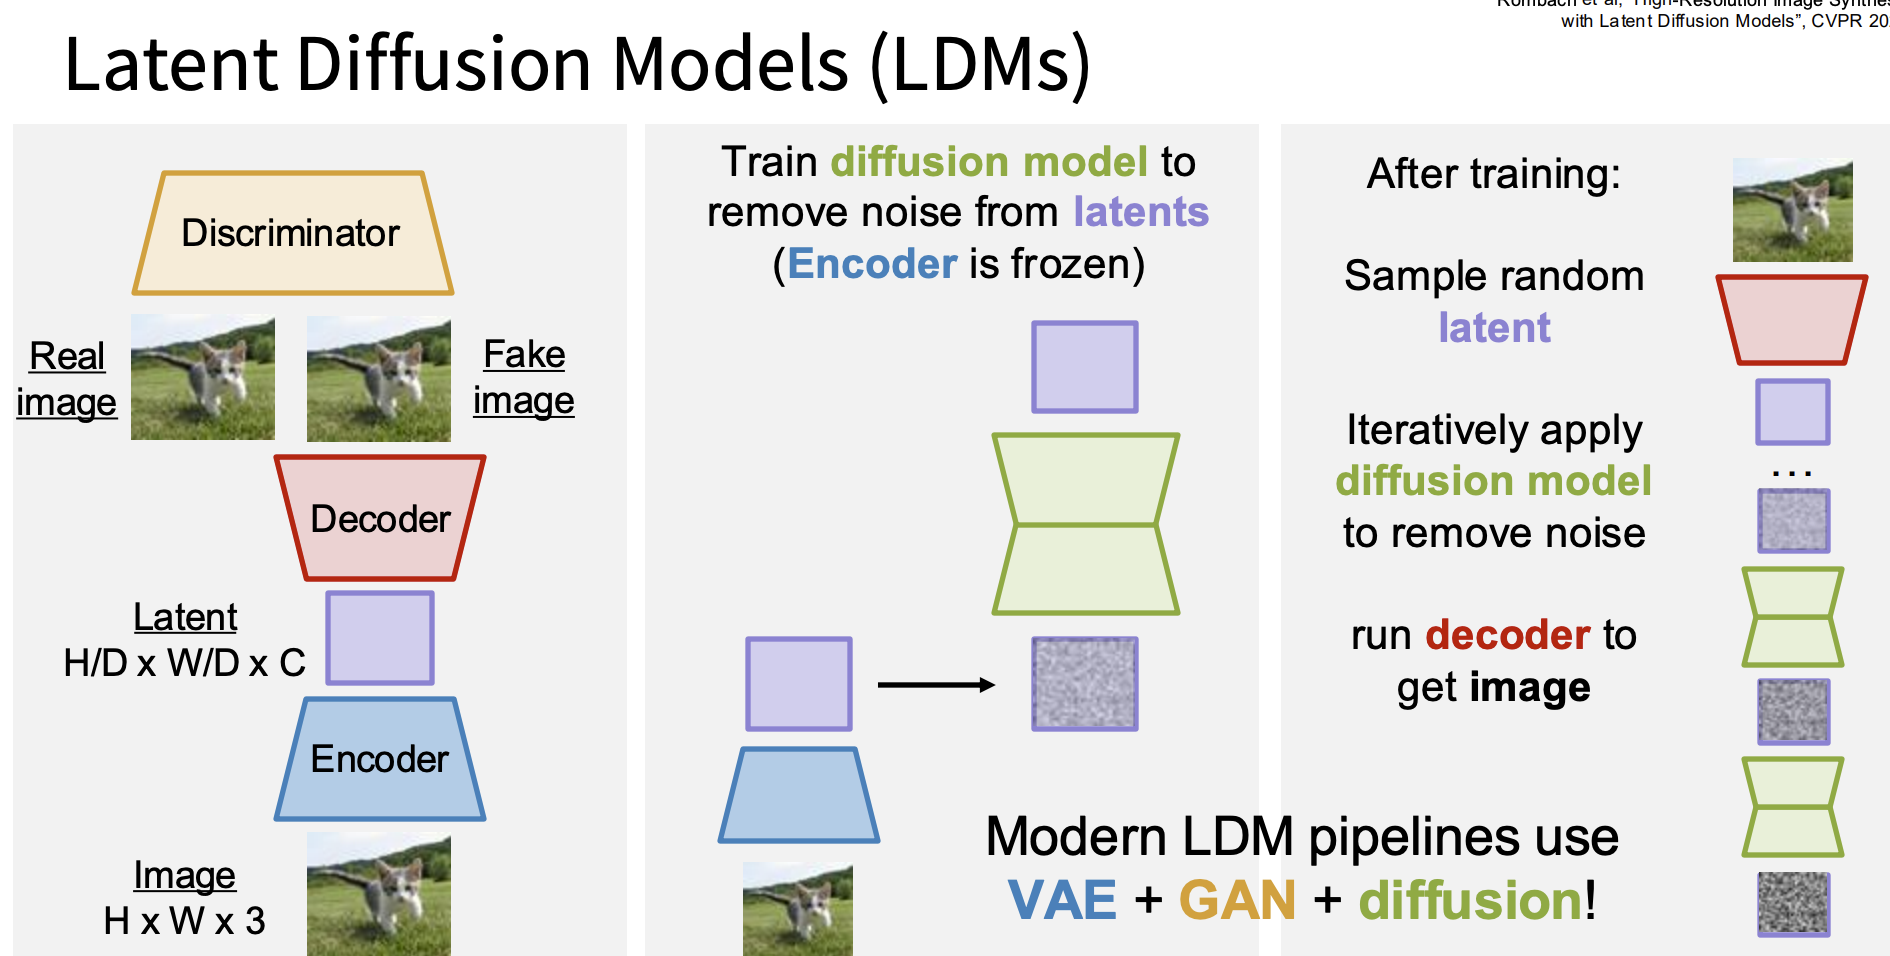 Rombach et al, "High-Resolution Image Synthes
with Latent Diffusion Models", CVPR 20
Latent Diffusion Models (LDMs)
Discriminator
Real
image
Fake
image
Decoder
Latent
H/D x W/D x C
Encoder
Image
H x W x 3
Train diffusion model to
remove noise from latents
(Encoder is frozen)
After training:
Sample random
latent
Iteratively apply
diffusion model
to remove noise
run decoder to
get image
...
Modern LDM pipelines use
VAE + GAN + diffusion!